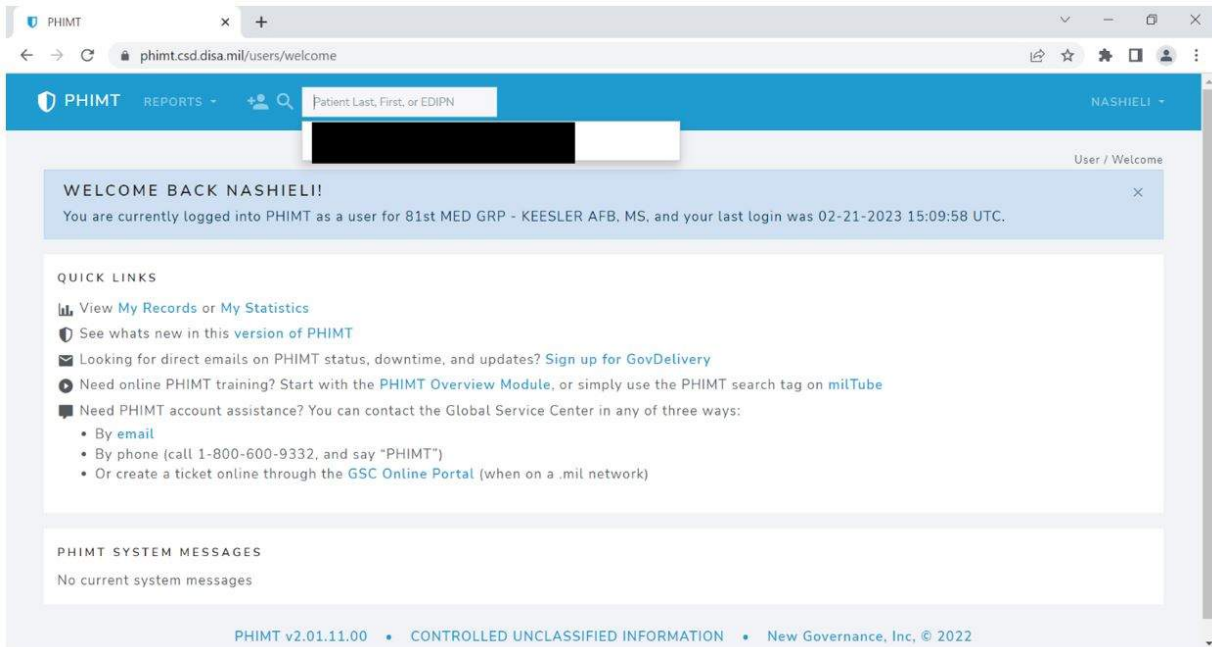 PHIMT
phimt.csd.disa.mil/users/welcome
PHIMT REPORTS Patient Last, First, or EDIPN NASHIELI
User / Welcome
WELCOME BACK NASHIELI!
You are currently logged into PHIMT as a user for 81st MED GRP - KEESLER AFB, MS, and your last login was 02-21-2023 15:09:58 UTC.
QUICK LINKS
View My Records or My Statistics
See whats new in this version of PHIMT
Looking for direct emails on PHIMT status, downtime, and updates? Sign up for GovDelivery
Need online PHIMT training? Start with the PHIMT Overview Module, or simply use the PHIMT search tag on milTube
Need PHIMT account assistance? You can contact the Global Service Center in any of three ways:
• By email
• By phone (call 1-800-600-9332, and say “PHIMT”)
• Or create a ticket online through the GSC Online Portal (when on a .mil network)
PHIMT SYSTEM MESSAGES
No current system messages
PHIMT v2.01.11.00 • CONTROLLED UNCLASSIFIED INFORMATION • New Governance, Inc, © 2022